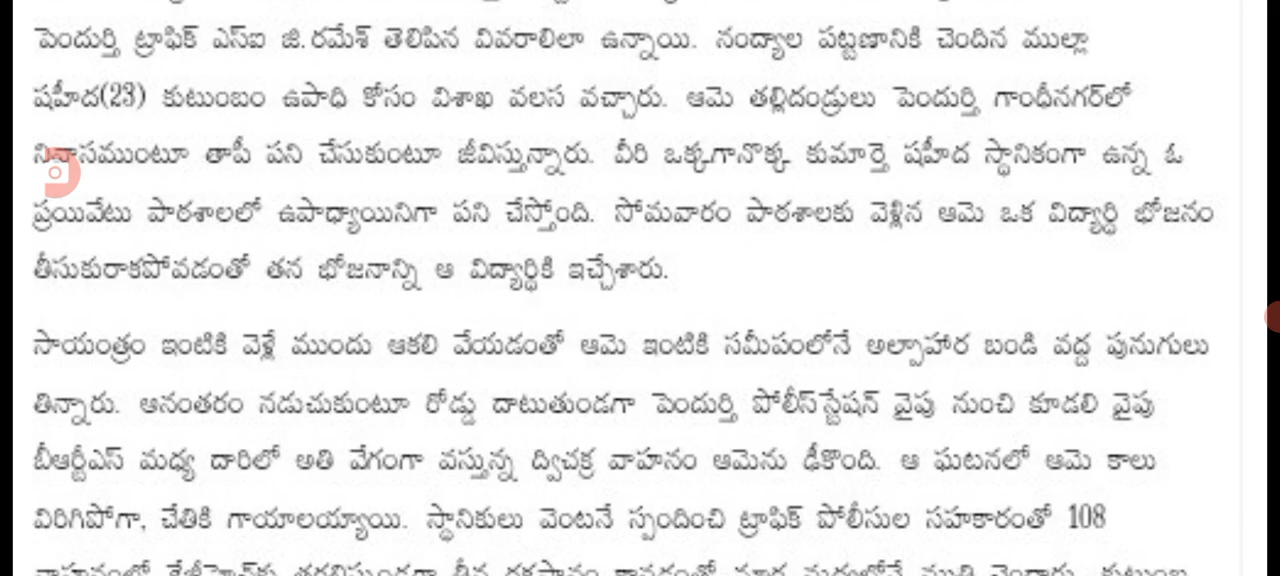 పెందుర్తి ట్రాఫిక్ ఎస్ఐ జి.రమేశ్ తెలిపిన వివరాలిలా ఉన్నాయి. నంద్యాల పట్టణానికి చెందిన ముల్లా
షహీద(23) కుటుంబం ఉపాధి కోసం విశాఖ వలస వచ్చారు. ఆమె తల్లిదండ్రులు పెందుర్తి గాంధీనగర్‌లో
నివాసముంటూ తాపీ పని చేసుకుంటూ జీవిస్తున్నారు. వీరి ఒక్కగానొక్క కుమార్తె షహీద స్థానికంగా ఉన్న ఓ
ప్రయివేటు పాఠశాలలో ఉపాధ్యాయినిగా పని చేస్తోంది. సోమవారం పాఠశాలకు వెళ్లిన ఆమె ఒక విద్యార్థి భోజనం
తీసుకురాకపోవడంతో తన భోజనాన్ని ఆ విద్యార్థికి ఇచ్చేశారు.
సాయంత్రం ఇంటికి వెళ్లే ముందు ఆకలి వేయడంతో ఆమె ఇంటికి సమీపంలోనే అల్పాహార బండి వద్ద పునుగులు
తిన్నారు. ఆనంతరం నడుచుకుంటూ రోడ్డు దాటుతుండగా పెందుర్తి పోలీస్‌స్టేషన్ వైపు నుంచి కూడలి వైపు
బీఆర్టీఎస్ మధ్య దారిలో అతి వేగంగా వస్తున్న ద్విచక్ర వాహనం ఆమెను ఢీకొంది. ఆ ఘటనలో ఆమె కాలు
విరిగిపోగా, చేతికి గాయాలయ్యాయి. స్థానికులు వెంటనే స్పందించి ట్రాఫిక్ పోలీసుల సహకారంతో 108